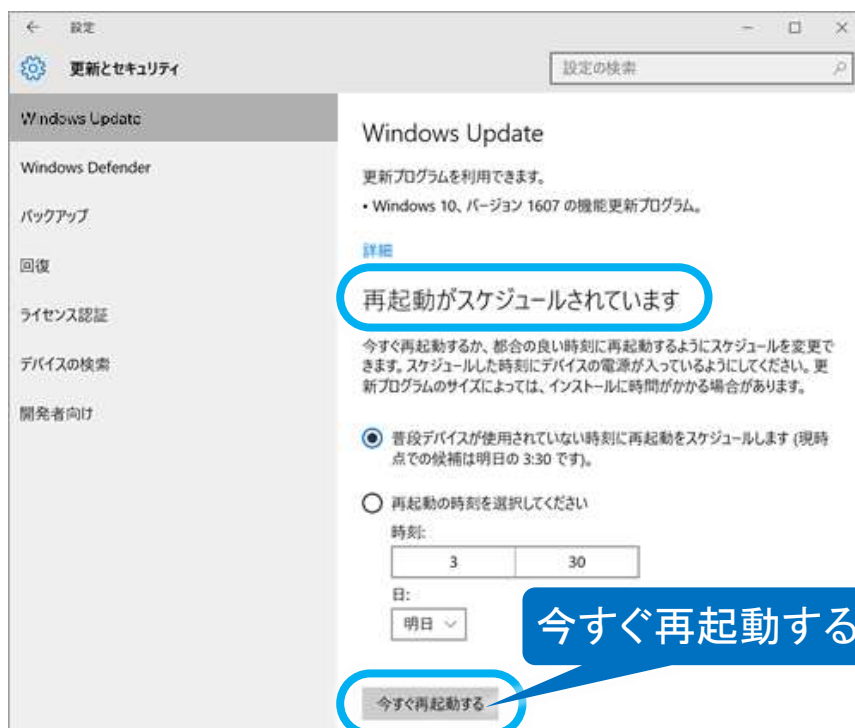 設定
更新とセキュリティ
設定の検索
Windows Update
Windows Defender
バックアップ
回復
ライセンス認証
デバイスの検索
開発者向け
Windows Update
更新プログラムを利用できます。
• Windows 10、バージョン 1607 の機能更新プログラム。
詳細
再起動がスケジュールされています
今すぐ再起動するか、都合の良い時刻に再起動するようにスケジュールを変更で
きます。スケジュールした時刻にデバイスの電源が入っているようにしてください。更
新プログラムのサイズによっては、インストールに時間がかかる場合があります。
普段デバイスが使用されていない時刻に再起動をスケジュールします (現時
点での候補は明日の 3:30 です)。
再起動の時刻を選択してください
時刻:
3 30
日:
明日
今すぐ再起動する
今すぐ再起動する